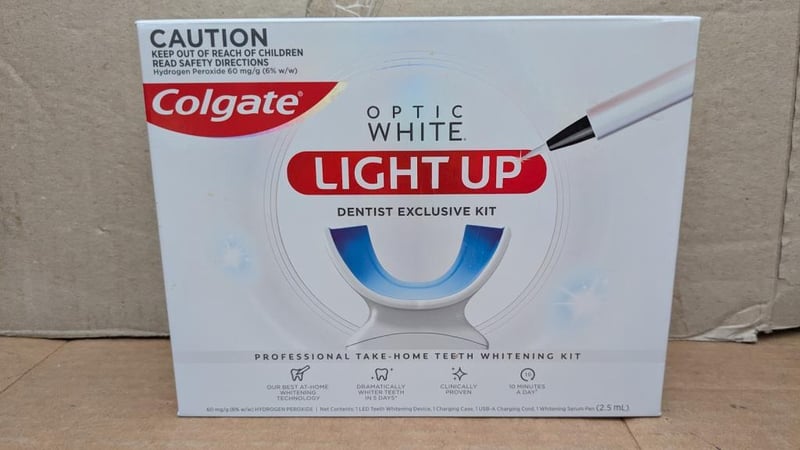 CAUTION
KEEP OUT OF REACH OF CHILDREN
READ SAFETY DIRECTIONS
Hydrogen Peroxide 60 mg/g (6% w/w)
Colgate®
OPTIC
WHITE.
LIGHT UP
DENTIST EXCLUSIVE KIT
PROFESSIONAL TAKE-HOME TEETH WHITENING KIT
OUR BEST AT-HOME
WHITENING
TECHNOLOGY
DRAMATICALLY
WHITER TEETH
IN 5 DAYS*
CLINICALLY
PROVEN
10
10 MINUTES
A DAY^
60 mg/g (6% w/w) HYDROGEN PEROXIDE | Net Contents: 1 LED Teeth Whitening Device, 1 Charging Case, 1 USB-A Charging Cord, 1 Whitening Serum Pen (2.5 mL)